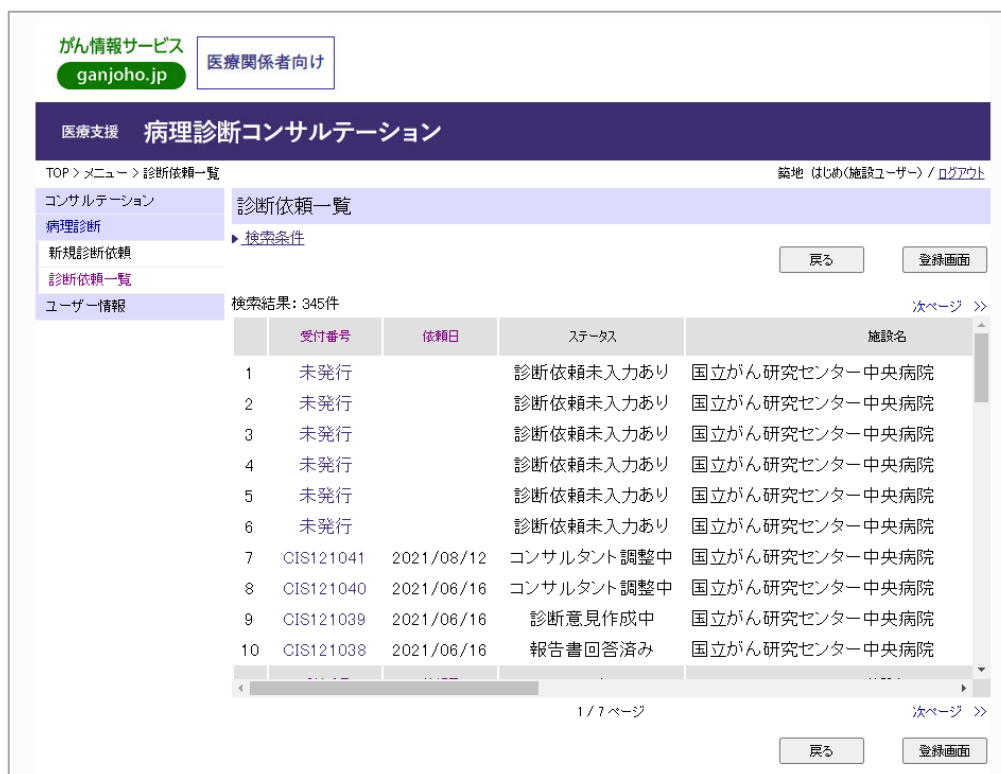 がん情報サービス
ganjoho.jp
医療関係者向け
医療支援 病理診断コンサルテーション
TOP > メニュー > 診断依頼一覧
築地 はじめ(施設ユーザー) / ログアウト
コンサルテーション
病理診断
新規診断依頼
診断依頼一覧
ユーザー情報
診断依頼一覧
▶ 検索条件
戻る 登録画面
検索結果: 345件 次ページ >>
受付番号 依頼日 ステータス 施設名
1 未発行 診断依頼未入力あり 国立がん研究センター中央病院
2 未発行 診断依頼未入力あり 国立がん研究センター中央病院
3 未発行 診断依頼未入力あり 国立がん研究センター中央病院
4 未発行 診断依頼未入力あり 国立がん研究センター中央病院
5 未発行 診断依頼未入力あり 国立がん研究センター中央病院
6 未発行 診断依頼未入力あり 国立がん研究センター中央病院
7 CIS121041 2021/08/12 コンサルタント調整中 国立がん研究センター中央病院
8 CIS121040 2021/06/16 コンサルタント調整中 国立がん研究センター中央病院
9 CIS121039 2021/06/16 診断意見作成中 国立がん研究センター中央病院
10 CIS121038 2021/06/16 報告書回答済み 国立がん研究センター中央病院
1 / 7 ページ 次ページ >>
戻る 登録画面